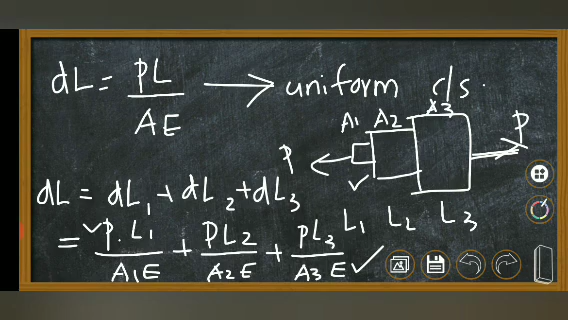 dL = PL/AE → uniform c/s.
A1 A2 A3
P P
dL = dL1 + dL2 + dL3
L1 L2 L3
= P.L1/A1E + PL2/A2E + PL3/A3E